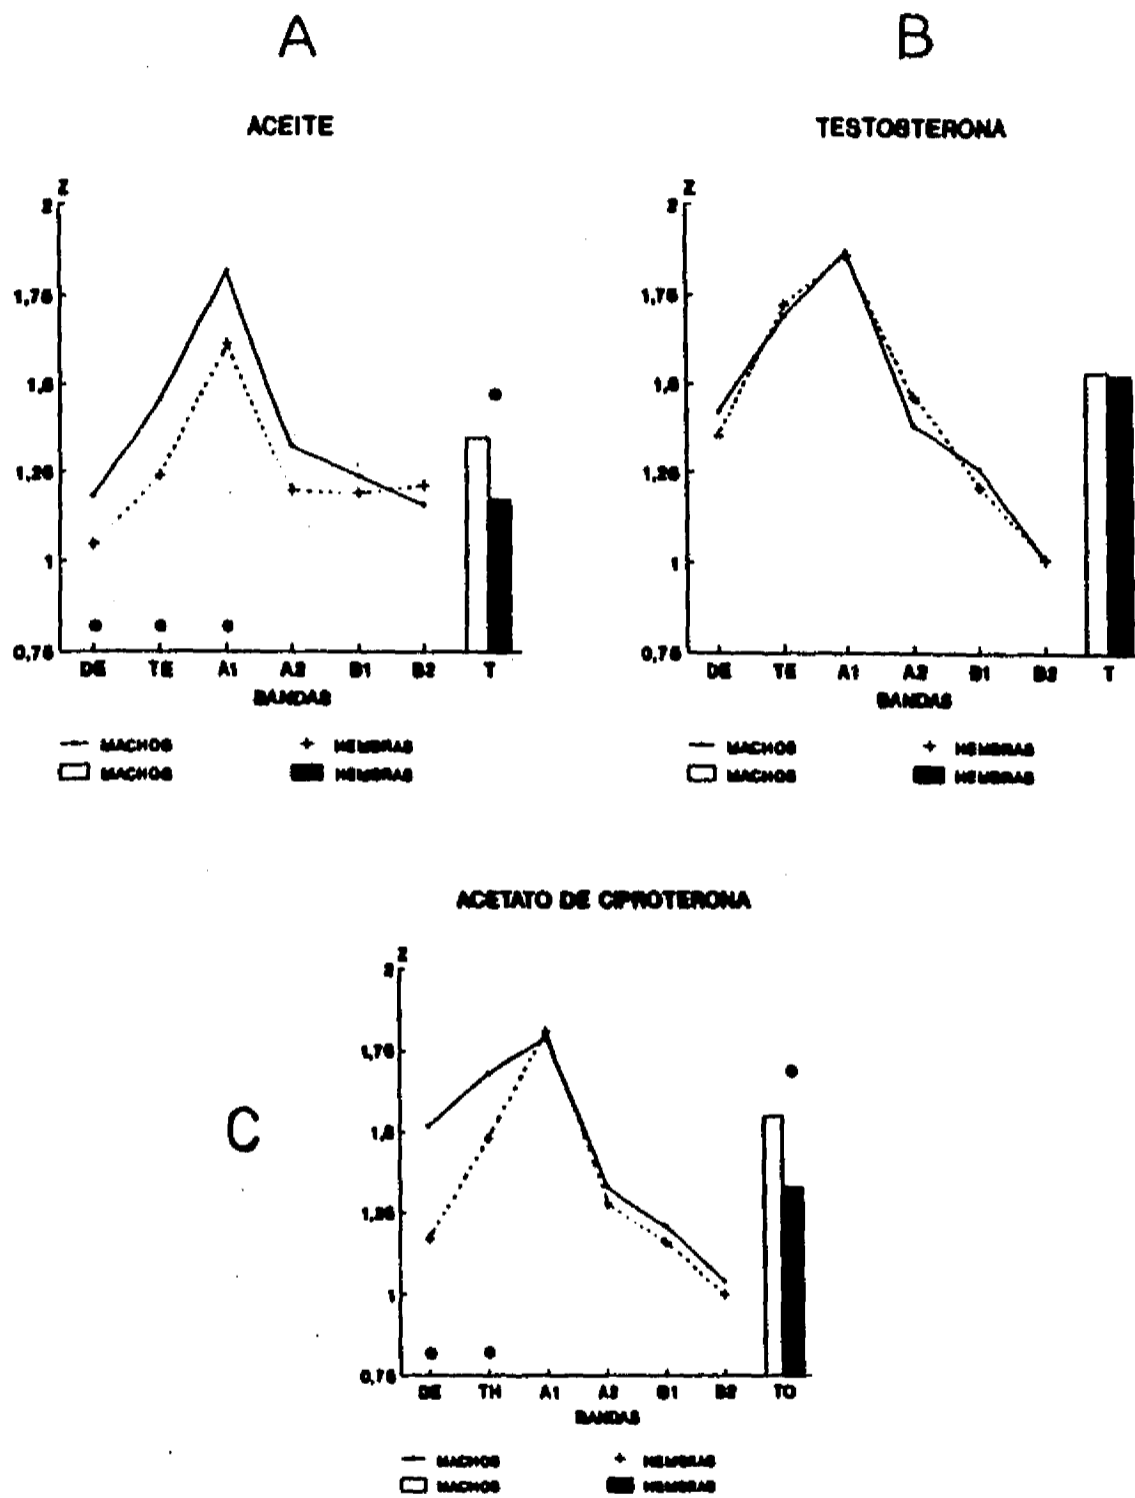 A
B
ACEITE
TESTOSTERONA
Z
2
1,75
1,5
1,25
1
0,75
DE TE A1 A2 B1 B2 T
BANDAS
MACHOS HEMBRAS
MACHOS HEMBRAS
Z
2
1,75
1,5
1,25
1
0,75
DE TE A1 A2 B1 B2 T
BANDAS
MACHOS HEMBRAS
MACHOS HEMBRAS
ACETATO DE CIPROTERONA
C
Z
2
1,75
1,5
1,25
1
0,75
DE TH A1 A2 B1 B2 TO
BANDAS
MACHOS HEMBRAS
MACHOS HEMBRAS